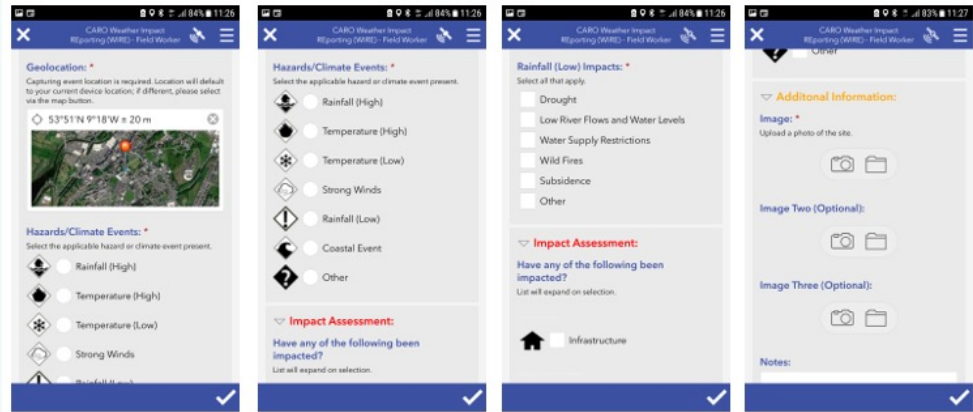 84% 11:26
CARO Weather Impact
REporting (WIRE) - Field Worker
Geolocation: *
Capturing event location is required. Location will default
to your current device location; if different, please select
via the map button.
53°51'N 9°18'W ± 20 m
Hazards/Climate Events: *
Select the applicable hazard or climate event present.
Rainfall (High)
Temperature (High)
Temperature (Low)
Strong Winds
Rainfall (Low)
84% 11:26
CARO Weather Impact
REporting (WIRE) - Field Worker
Hazards/Climate Events: *
Select the applicable hazard or climate event present.
Rainfall (High)
Temperature (High)
Temperature (Low)
Strong Winds
Rainfall (Low)
Coastal Event
Other
Impact Assessment:
Have any of the following been
impacted?
List will expand on selection.
84% 11:26
CARO Weather Impact
REporting (WIRE) - Field Worker
Rainfall (Low) Impacts: *
Select all that apply.
Drought
Low River Flows and Water Levels
Water Supply Restrictions
Wild Fires
Subsidence
Other
Impact Assessment:
Have any of the following been
impacted?
List will expand on selection.
Infrastructure
83% 11:27
CARO Weather Impact
REporting (WIRE) - Field Worker
Other
Additonal Information:
Image: *
Upload a photo of the site.
Image Two (Optional):
Image Three (Optional):
Notes: